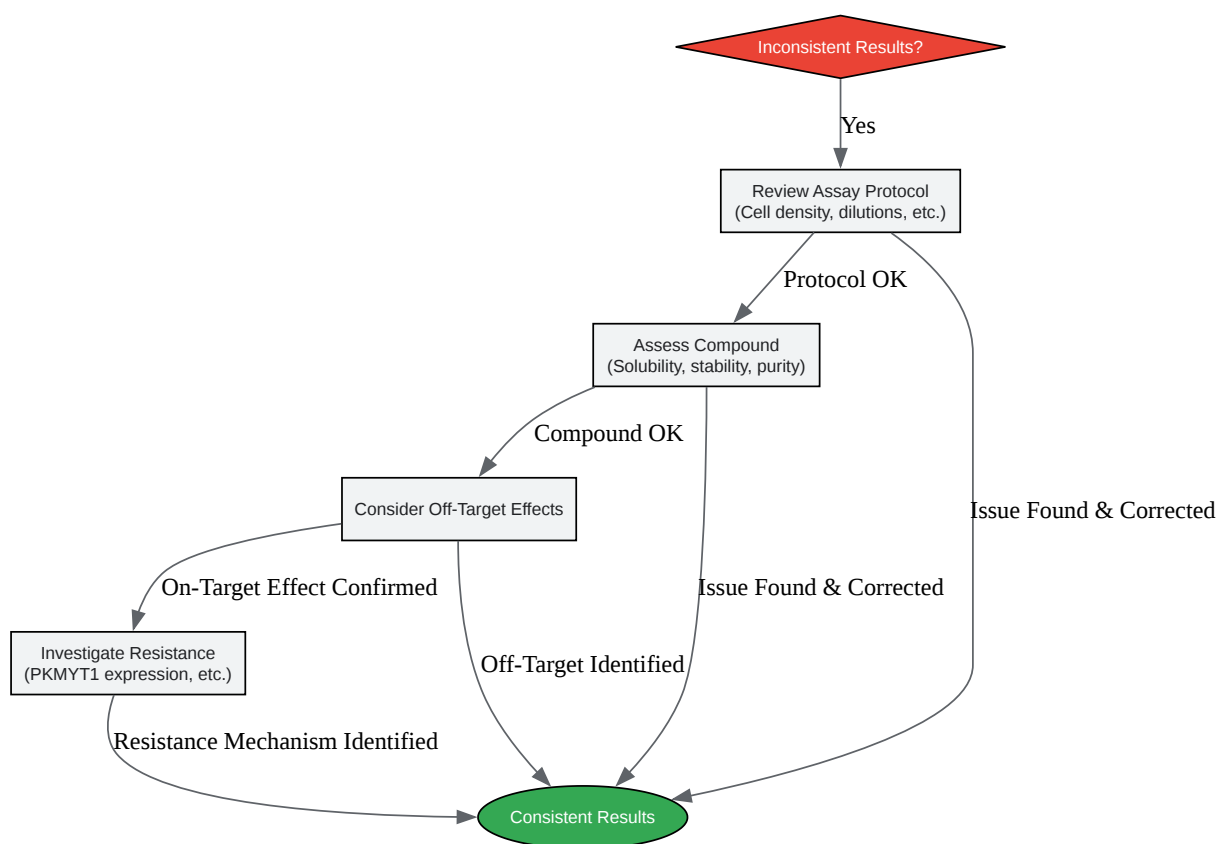 Inconsistent Results?
Yes
Review Assay Protocol
(Cell density, dilutions, etc.)
Protocol OK
Assess Compound
(Solubility, stability, purity)
Compound OK
Consider Off-Target Effects
Issue Found & Corrected
On-Target Effect Confirmed
Issue Found & Corrected
Investigate Resistance
(PKMYT1 expression, etc.)
Off-Target Identified
Resistance Mechanism Identified
Consistent Results